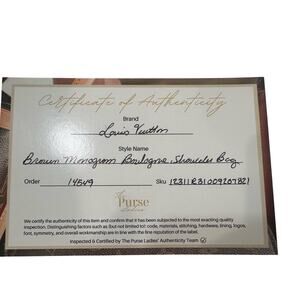 Certificate of Authenticity
Brand
Louis Vuitton
Style Name
Brown Monogram Boulogne Shoulder Bag
Order 14549 Sku 12311R31009207821
The
Purse
Ladies
We certify the authenticity of this item and confirm that it has been subjected to the most exacting quality
inspection. Distinguishing factors such as (but not limited to): code, materials, stitching, hardware, lining, logos,
font, symmetry, and overall workmanship are in line with the fine reputation of the label.
Inspected & Certified by The Purse Ladies' Authenticity Team